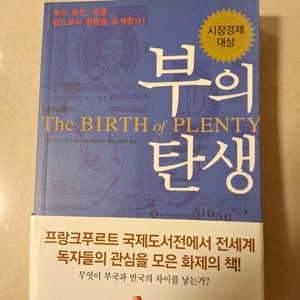 부의 원천, 흐름,
앞으로의 향방을 모색한다!
시장경제
대상
부의
The BIRTH of PLENTY
탄생
NIDAD
프랑크푸르트 국제도서전에서 전세계
독자들의 관심을 모은 화제의 책!
무엇이 부국과 빈국의 차이를 낳는가?